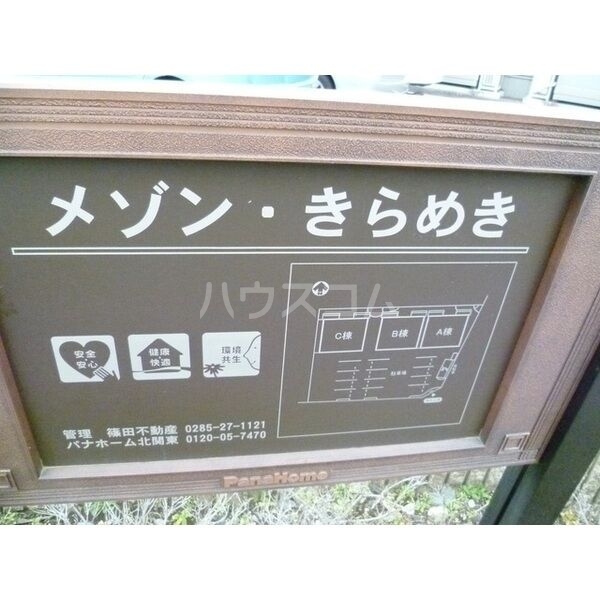 メゾン・きらめき
ハウスコム
安全
安心
健康
快適
環境
共生
C棟
B棟
A棟
駐車場
管理 篠田不動産 0285-27-1121
パナホーム北関東 0120-05-7470
PanaHome